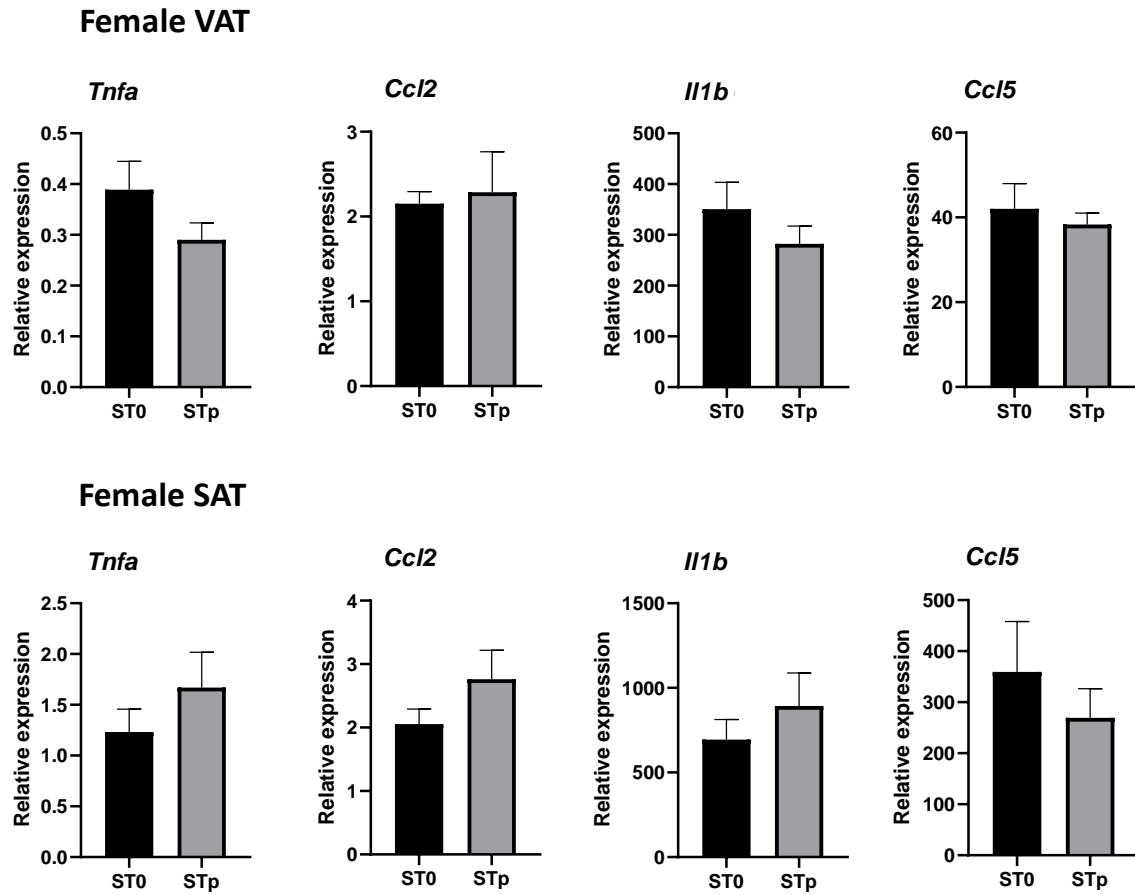 Female VAT
Tnfa
Ccl2
Il1b
Ccl5
Relative expression
0.5
0.4
0.3
0.2
0.1
0.0
ST0 STp
Relative expression
3
2
1
0
ST0 STp
Relative expression
500
400
300
200
100
0
ST0 STp
Relative expression
60
40
20
0
ST0 STp
Female SAT
Tnfa
Ccl2
Il1b
Ccl5
Relative expression
2.5
2.0
1.5
1.0
0.5
0.0
ST0 STp
Relative expression
4
3
2
1
0
ST0 STp
Relative expression
1500
1000
500
0
ST0 STp
Relative expression
500
400
300
200
100
0
ST0 STp